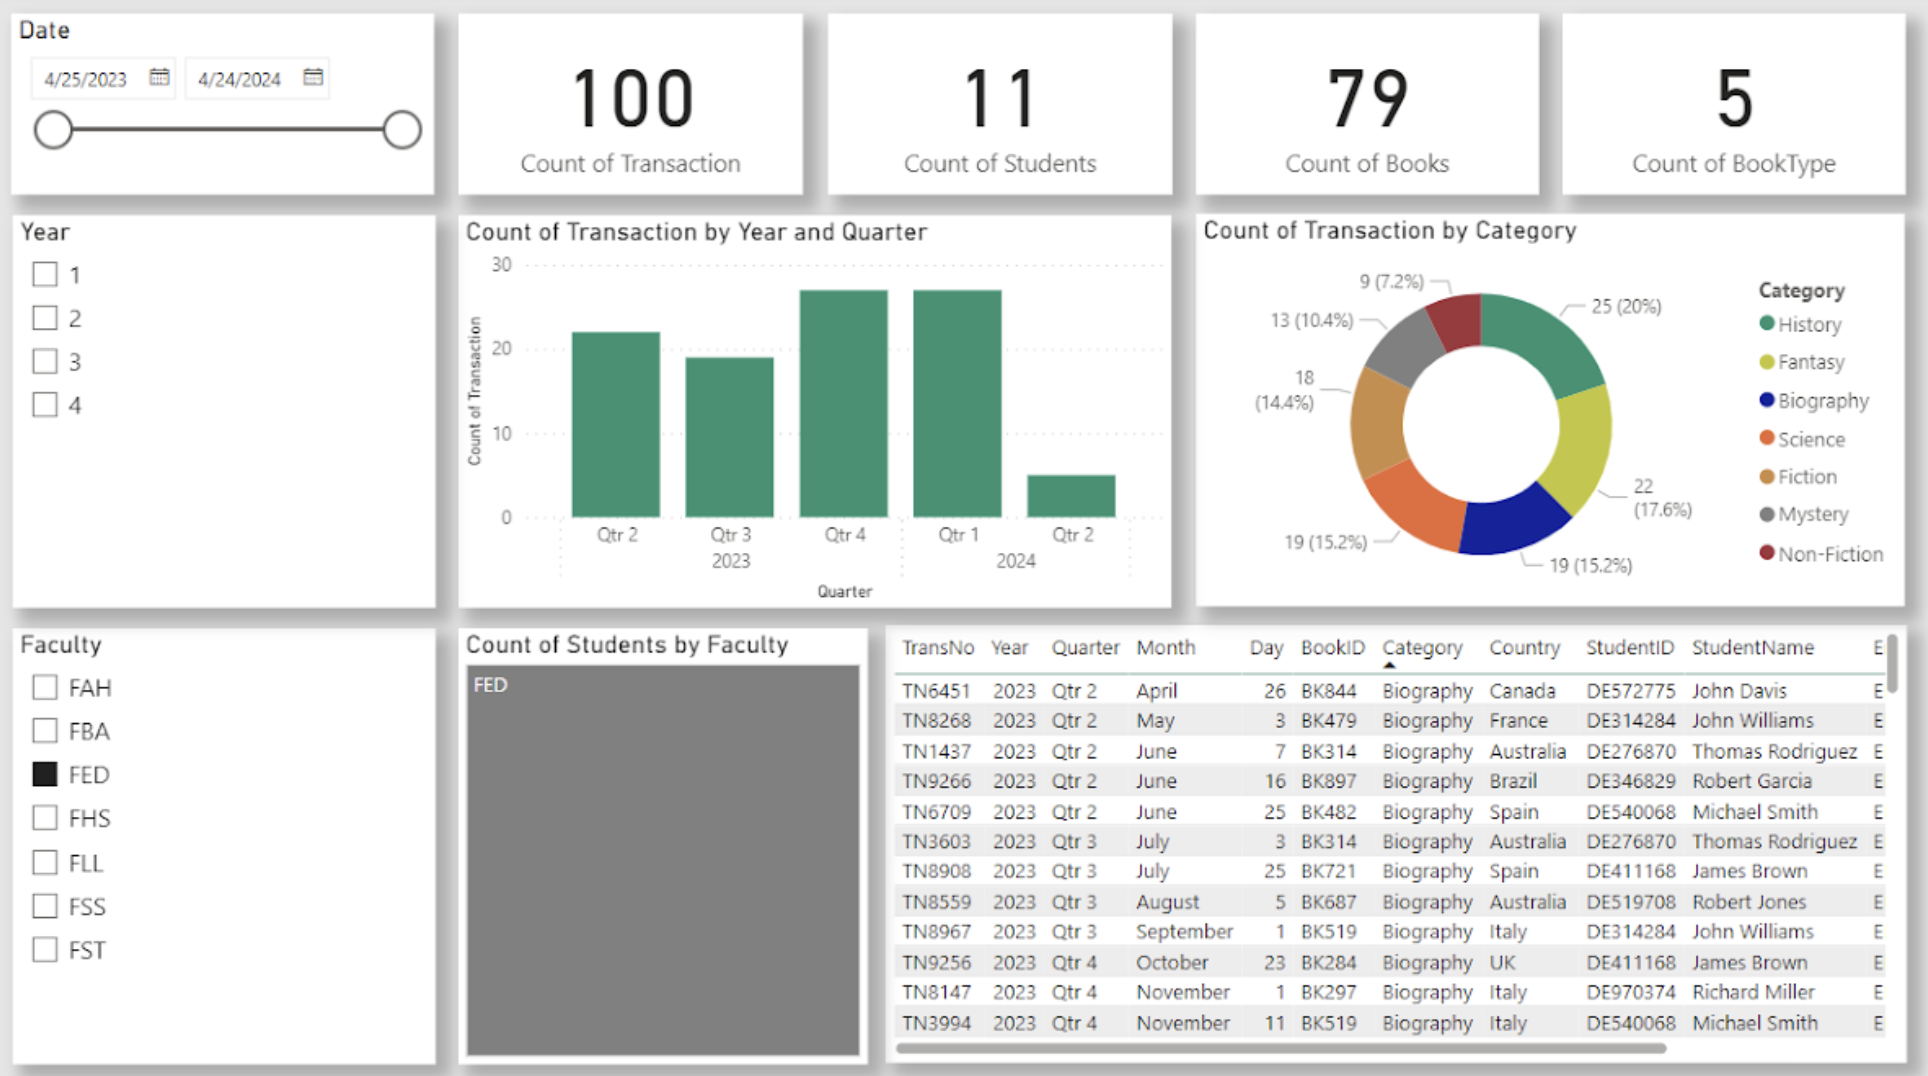 Date
4/25/2023
4/24/2024
100
Count of Transaction
11
Count of Students
79
Count of Books
5
Count of BookType
Year
1
2
3
4
Count of Transaction by Year and Quarter
30
20
10
0
Count of Transaction
Qtr 2 Qtr 3 Qtr 4 Qtr 1 Qtr 2
2023 2024
Quarter
Count of Transaction by Category
9 (7.2%)
25 (20%)
13 (10.4%)
18
(14.4%)
22
(17.6%)
19 (15.2%)
19 (15.2%)
Category
History
Fantasy
Biography
Science
Fiction
Mystery
Non-Fiction
Faculty
FAH
FBA
FED
FHS
FLL
FSS
FST
Count of Students by Faculty
FED
TransNo Year Quarter Month Day BookID Category Country StudentID StudentName E
TN6451 2023 Qtr 2 April 26 BK844 Biography Canada DE572775 John Davis E
TN8268 2023 Qtr 2 May 3 BK479 Biography France DE314284 John Williams E
TN1437 2023 Qtr 2 June 7 BK314 Biography Australia DE276870 Thomas Rodriguez E
TN9266 2023 Qtr 2 June 16 BK897 Biography Brazil DE346829 Robert Garcia E
TN6709 2023 Qtr 2 June 25 BK482 Biography Spain DE540068 Michael Smith E
TN3603 2023 Qtr 3 July 3 BK314 Biography Australia DE276870 Thomas Rodriguez E
TN8908 2023 Qtr 3 July 25 BK721 Biography Spain DE411168 James Brown E
TN8559 2023 Qtr 3 August 5 BK687 Biography Australia DE519708 Robert Jones E
TN8967 2023 Qtr 3 September 1 BK519 Biography Italy DE314284 John Williams E
TN9256 2023 Qtr 4 October 23 BK284 Biography UK DE411168 James Brown E
TN8147 2023 Qtr 4 November 1 BK297 Biography Italy DE970374 Richard Miller E
TN3994 2023 Qtr 4 November 11 BK519 Biography Italy DE540068 Michael Smith E